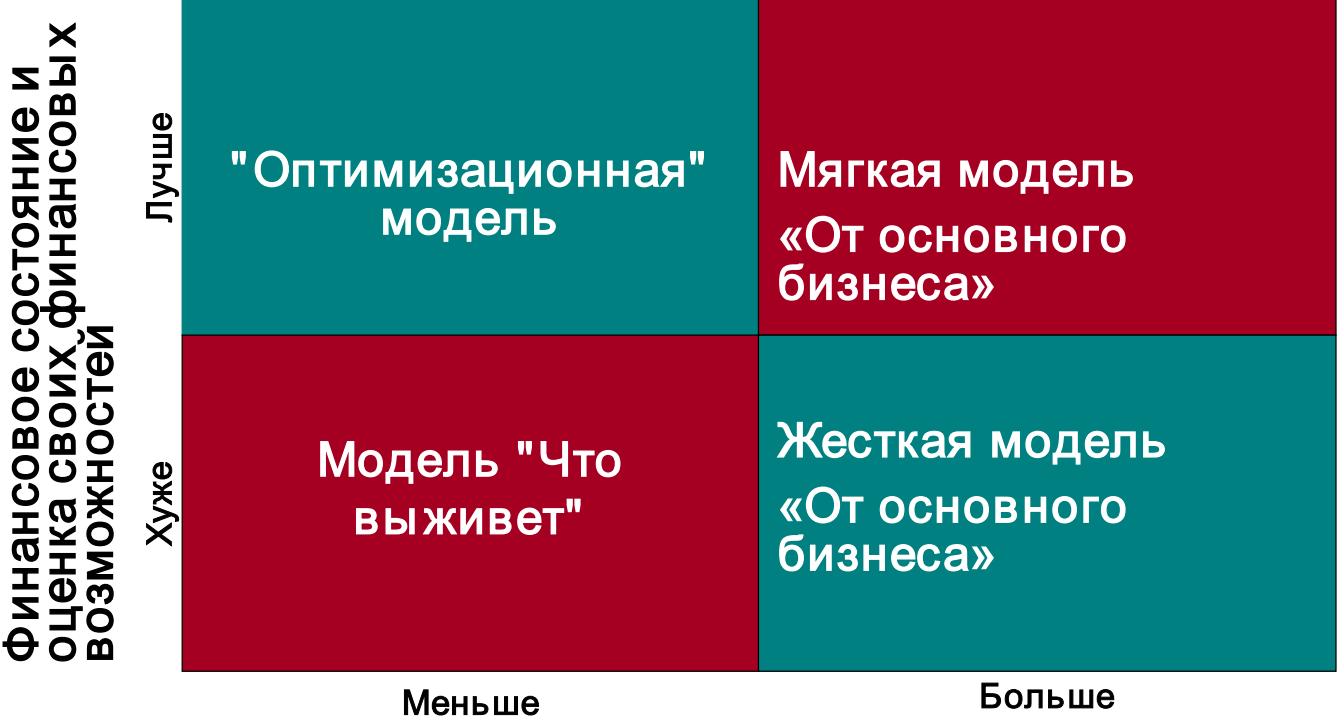 Финансовое состояние и
оценка своих финансовых
возможностей
Лучше
Хуже
"Оптимизационная"
модель
Мягкая модель
«От основного
бизнеса»
Модель "Что
выживет"
Жесткая модель
«От основного
бизнеса»
Меньше
Больше